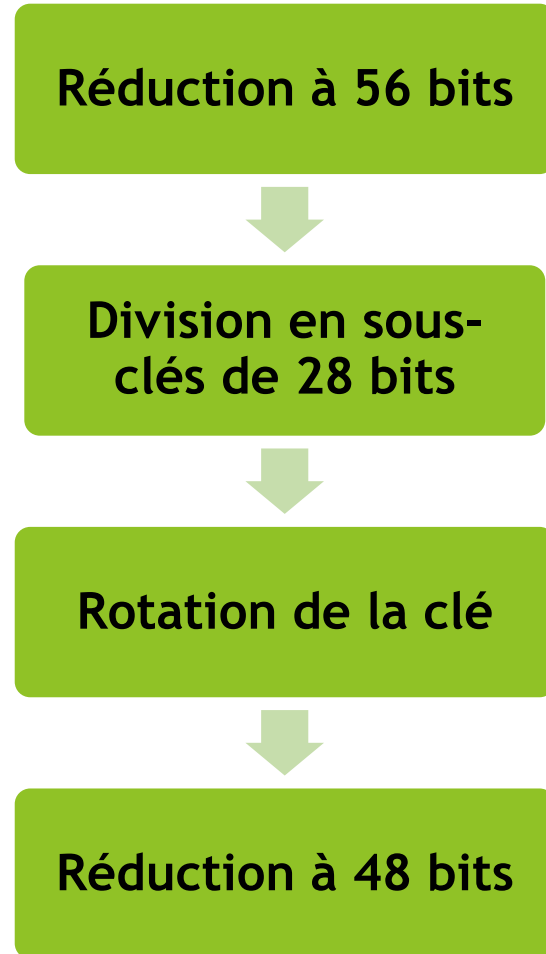 Réduction à 56 bits
Division en sous-
clés de 28 bits
Rotation de la clé
Réduction à 48 bits